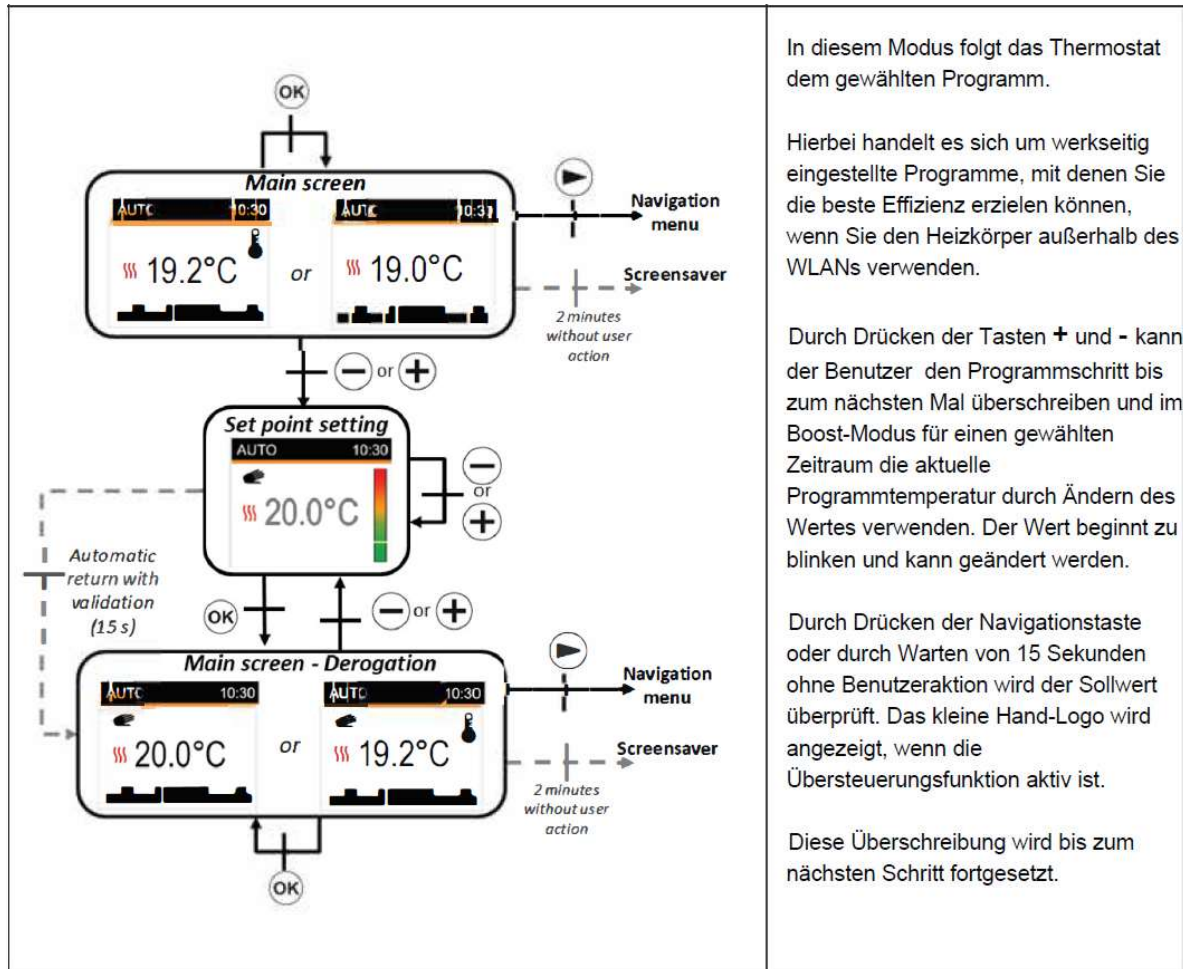 OK
Main screen
AUTO 10:30
19.2°C
or
AUTO 10:30
19.0°C
Navigation
menu
Screensaver
2 minutes
without user
action
or
Set point setting
AUTO 10:30
20.0°C
or
Automatic
return with
validation
(15 s)
OK
or
Main screen - Derogation
AUTO 10:30
20.0°C
or
AUTO 10:30
19.2°C
Navigation
menu
Screensaver
2 minutes
without user
action
OK
In diesem Modus folgt das Thermostat
dem gewählten Programm.
Hierbei handelt es sich um werkseitig
eingestellte Programme, mit denen Sie
die beste Effizienz erzielen können,
wenn Sie den Heizkörper außerhalb des
WLANs verwenden.
Durch Drücken der Tasten + und - kann
der Benutzer den Programmschritt bis
zum nächsten Mal überschreiben und im
Boost-Modus für einen gewählten
Zeitraum die aktuelle
Programmtemperatur durch Ändern des
Wertes verwenden. Der Wert beginnt zu
blinken und kann geändert werden.
Durch Drücken der Navigationstaste
oder durch Warten von 15 Sekunden
ohne Benutzeraktion wird der Sollwert
überprüft. Das kleine Hand-Logo wird
angezeigt, wenn die
Übersteuerungsfunktion aktiv ist.
Diese Überschreibung wird bis zum
nächsten Schritt fortgesetzt.